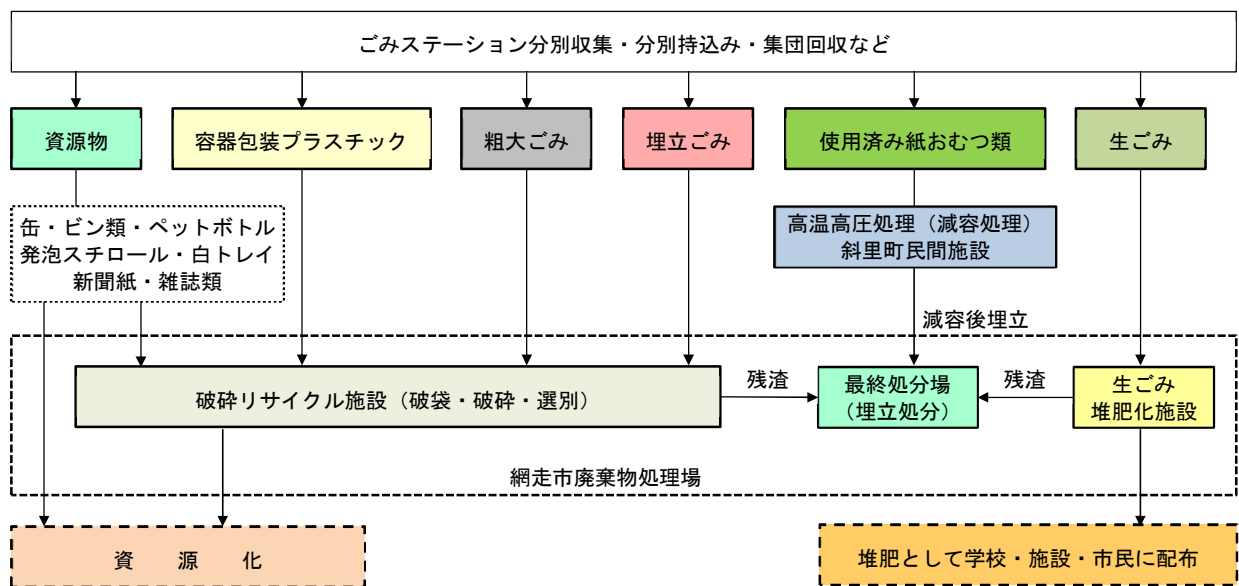 ごみステーション分別収集・分別持込み・集団回収など
資源物
容器包装プラスチック
粗大ごみ
埋立ごみ
使用済み紙おむつ類
生ごみ
缶・ビン類・ペットボトル
発泡スチロール・白トレイ
新聞紙・雑誌類
高温高圧処理（減容処理）
斜里町民間施設
減容後埋立
破砕リサイクル施設（破袋・破砕・選別）
残渣
最終処分場
（埋立処分）
残渣
生ごみ
堆肥化施設
網走市廃棄物処理場
資　源　化
堆肥として学校・施設・市民に配布